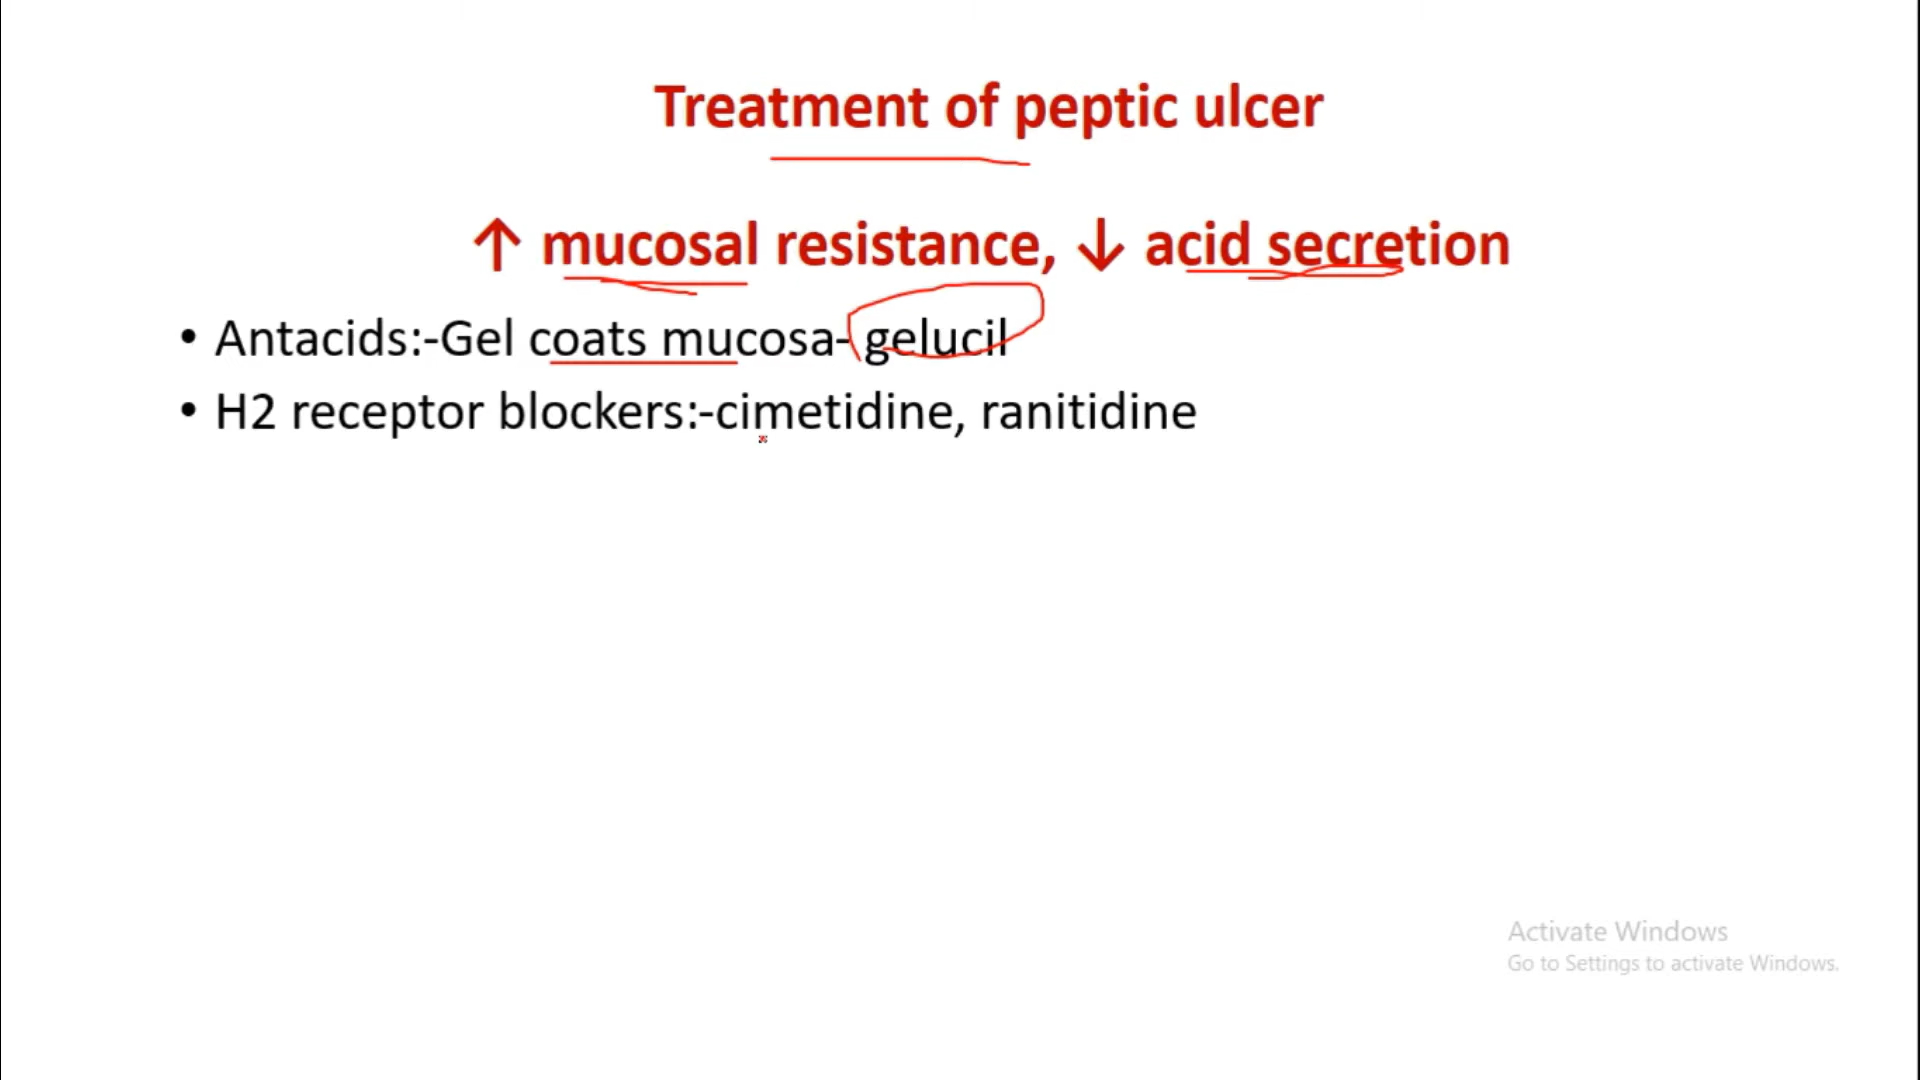 Treatment of peptic ulcer
↑ mucosal resistance, ↓ acid secretion
• Antacids:-Gel coats mucosa- gelucil
• H2 receptor blockers:-cimetidine, ranitidine
Activate Windows
Go to Settings to activate Windows.